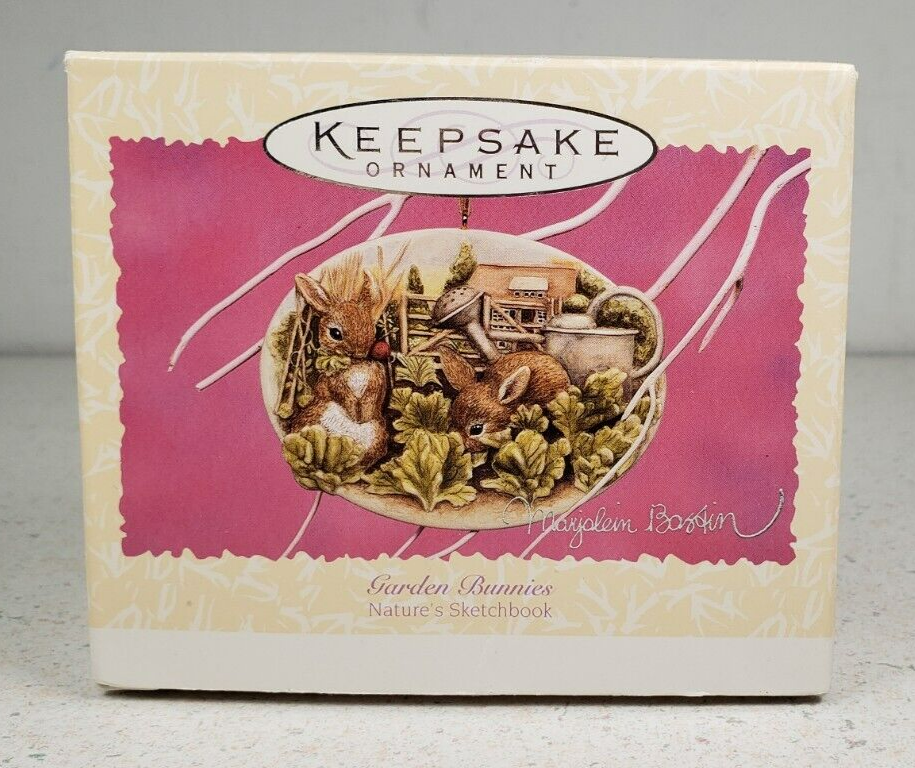 KEEPSAKE
ORNAMENT
Marjolein Bastin
Garden Bunnies
Nature's Sketchbook